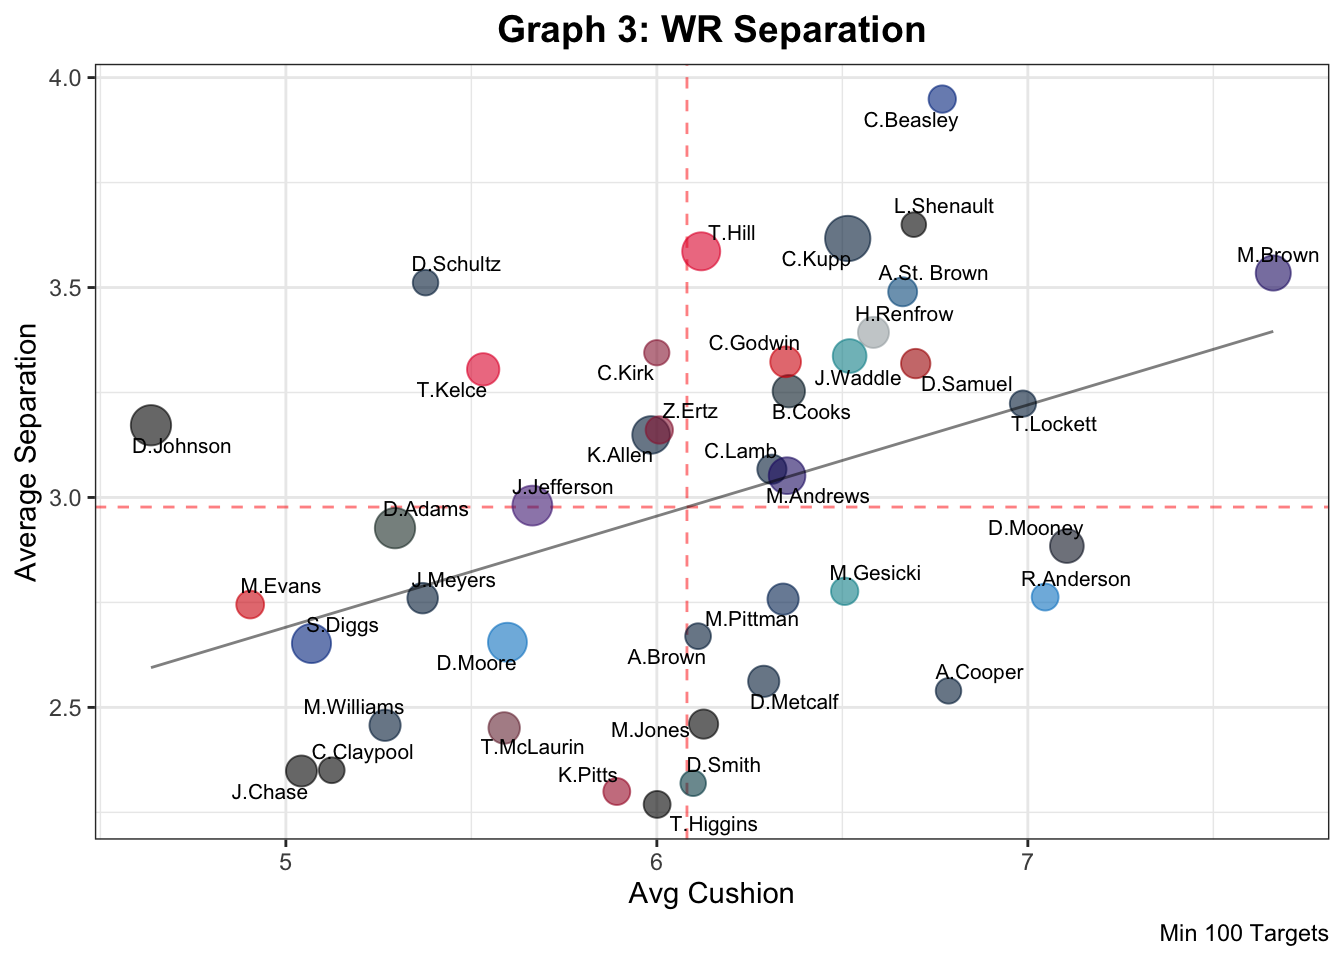 Graph 3: WR Separation
4.0
C.Beasley
L.Shenault
T.Hill
C.Kupp
M.Brown
D.Schultz
A.St. Brown
3.5
H.Renfrow
C.Godwin
C.Kirk
J.Waddle
D.Samuel
T.Kelce
B.Cooks
Z.Ertz
T.Lockett
D.Johnson
K.Allen
C.Lamb
J.Jefferson
M.Andrews
3.0
D.Adams
D.Mooney
M.Gesicki
R.Anderson
J.Meyers
M.Evans
M.Pittman
S.Diggs
A.Brown
D.Moore
A.Cooper
D.Metcalf
M.Williams
2.5
M.Jones
T.McLaurin
C.Claypool
D.Smith
K.Pitts
J.Chase
T.Higgins
Average Separation
5 6 7
Avg Cushion
Min 100 Targets